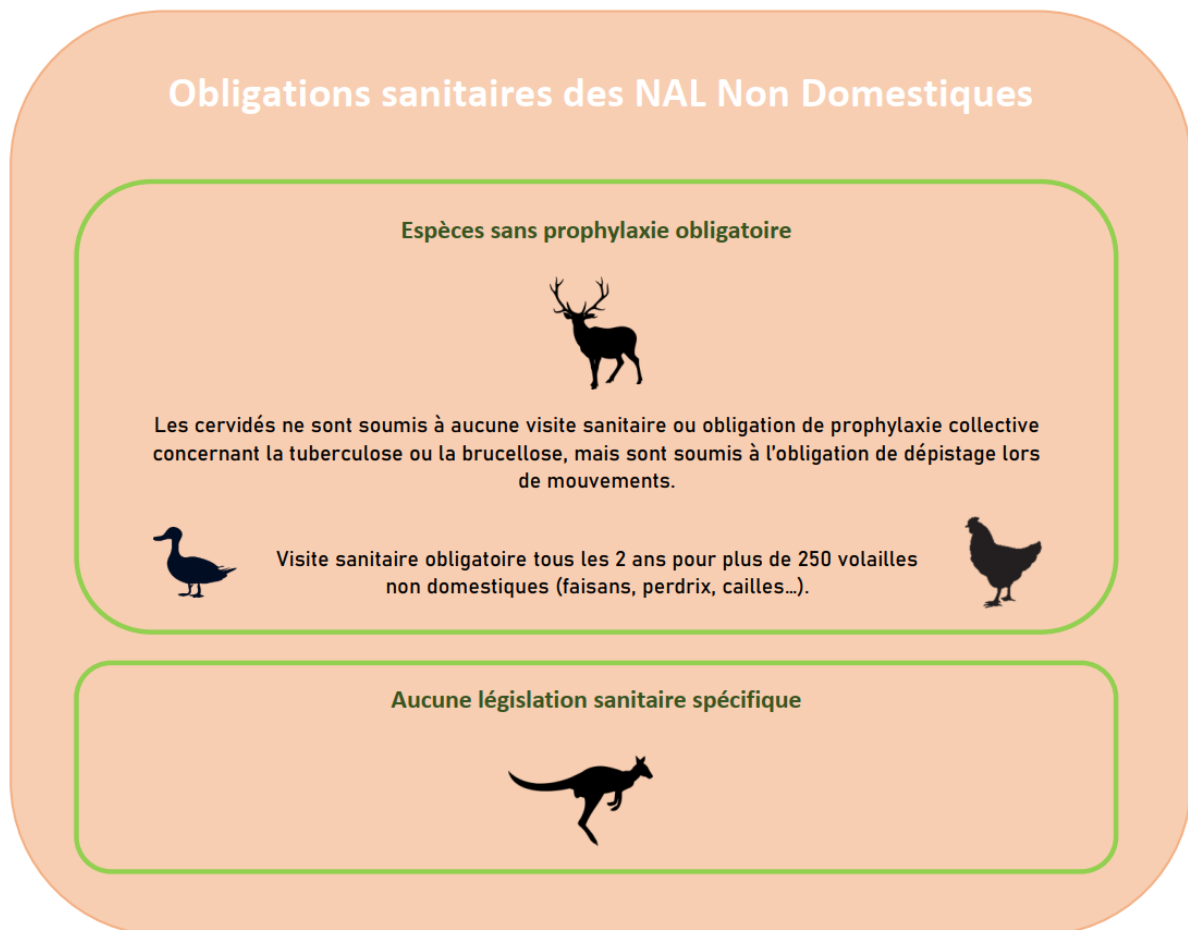 Obligations sanitaires des NAL Non Domestiques
Espèces sans prophylaxie obligatoire
Les cervidés ne sont soumis à aucune visite sanitaire ou obligation de prophylaxie collective
concernant la tuberculose ou la brucellose, mais sont soumis à l'obligation de dépistage lors
de mouvements.
Visite sanitaire obligatoire tous les 2 ans pour plus de 250 volailles
non domestiques (faisans, perdrix, cailles…).
Aucune législation sanitaire spécifique